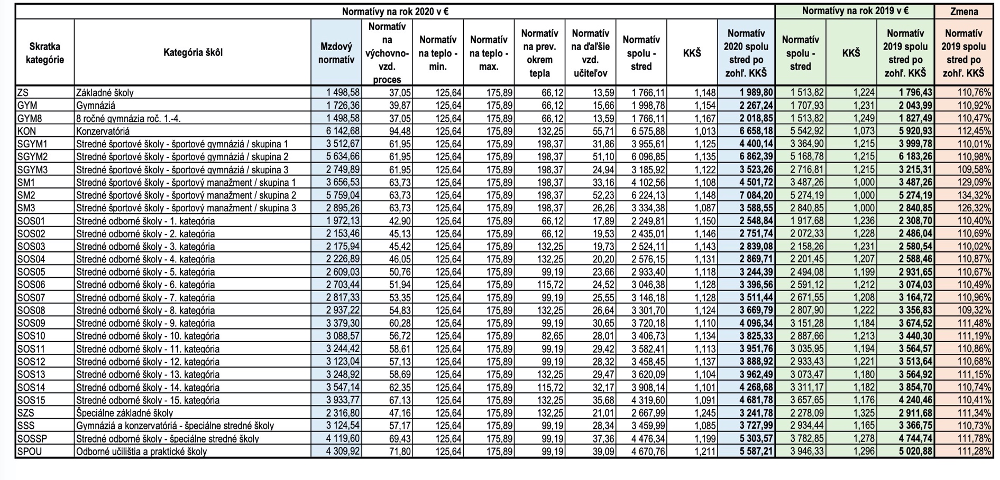 Normatívy na rok 2020 v € Normatívy na rok 2019 v € Zmena
Skratka kategórie Kategória škôl Mzdový normatív Normatív na výchovno-vzd. proces Normatív na teplo - min. Normatív na teplo - max. Normatív na prev. okrem tepla Normatív na ďaľšie vzd. učiteľov Normatív spolu - stred KKŠ Normatív 2020 spolu stred po zohľ. KKŠ Normatív spolu - stred KKŠ Normatív 2019 spolu stred po zohľ. KKŠ Normatív 2019 spolu stred po zohľ. KKŠ
ZS Základné školy 1 498,58 37,05 125,64 175,89 66,12 13,59 1 766,11 1,148 1 989,80 1 513,82 1,224 1 796,43 110,76%
GYM Gymnáziá 1 726,36 39,87 125,64 175,89 66,12 15,66 1 998,78 1,154 2 267,24 1 707,93 1,231 2 043,99 110,92%
GYM8 8 ročné gymnázia roč. 1.-4. 1 498,58 37,05 125,64 175,89 66,12 13,59 1 766,11 1,167 2 018,85 1 513,82 1,249 1 827,49 110,47%
KON Konzervatóriá 6 142,68 94,48 125,64 175,89 132,25 55,71 6 575,88 1,013 6 658,18 5 542,92 1,073 5 920,93 112,45%
SGYM1 Stredné športové školy - športové gymnáziá / skupina 1 3 512,67 61,95 125,64 175,89 198,37 31,86 3 955,61 1,125 4 400,14 3 364,90 1,215 3 999,78 110,01%
SGYM2 Stredné športové školy - športové gymnáziá / skupina 2 5 634,66 61,95 125,64 175,89 198,37 51,10 6 096,85 1,135 6 862,39 5 168,78 1,215 6 183,26 110,98%
SGYM3 Stredné športové školy - športové gymnáziá / skupina 3 2 749,89 61,95 125,64 175,89 198,37 24,94 3 185,92 1,122 3 523,26 2 716,81 1,215 3 215,31 109,58%
SM1 Stredné športové školy - športový manažment / skupina 1 3 656,53 63,73 125,64 175,89 198,37 33,16 4 102,56 1,108 4 501,72 3 487,26 1,000 3 487,26 129,09%
SM2 Stredné športové školy - športový manažment / skupina 2 5 759,04 63,73 125,64 175,89 198,37 52,23 6 224,13 1,148 7 084,20 5 274,19 1,000 5 274,19 134,32%
SM3 Stredné športové školy - športový manažment / skupina 3 2 895,26 63,73 125,64 175,89 198,37 26,26 3 334,38 1,087 3 588,55 2 840,85 1,000 2 840,85 126,32%
SOS01 Stredné odborné školy - 1. kategória 1 972,13 42,90 125,64 175,89 66,12 17,89 2 249,81 1,150 2 548,84 1 917,68 1,236 2 308,70 110,40%
SOS02 Stredné odborné školy - 2. kategória 2 153,46 45,13 125,64 175,89 66,12 19,53 2 435,01 1,146 2 751,74 2 072,33 1,228 2 486,04 110,69%
SOS03 Stredné odborné školy - 3. kategória 2 175,94 45,42 125,64 175,89 132,25 19,73 2 524,11 1,143 2 839,08 2 158,26 1,231 2 580,54 110,02%
SOS04 Stredné odborné školy - 4. kategória 2 226,89 46,05 125,64 175,89 132,25 20,20 2 576,15 1,131 2 869,71 2 201,45 1,207 2 588,46 110,87%
SOS05 Stredné odborné školy - 5. kategória 2 609,03 50,76 125,64 175,89 99,19 23,66 2 933,40 1,118 3 244,39 2 494,08 1,199 2 931,65 110,67%
SOS06 Stredné odborné školy - 6. kategória 2 703,44 51,94 125,64 175,89 115,72 24,52 3 046,38 1,128 3 396,56 2 591,12 1,212 3 074,03 110,49%
SOS07 Stredné odborné školy - 7. kategória 2 817,33 53,35 125,64 175,89 99,19 25,55 3 146,18 1,128 3 511,44 2 671,55 1,208 3 164,72 110,96%
SOS08 Stredné odborné školy - 8. kategória 2 937,22 54,83 125,64 175,89 132,25 26,64 3 301,70 1,124 3 669,79 2 807,90 1,222 3 356,83 109,32%
SOS09 Stredné odborné školy - 9. kategória 3 379,30 60,28 125,64 175,89 99,19 30,65 3 720,18 1,110 4 096,34 3 151,28 1,184 3 674,52 111,48%
SOS10 Stredné odborné školy - 10. kategória 3 088,57 56,72 125,64 175,89 82,65 28,01 3 406,73 1,134 3 825,33 2 887,66 1,213 3 440,30 111,19%
SOS11 Stredné odborné školy - 11. kategória 3 244,42 58,61 125,64 175,89 99,19 29,42 3 582,41 1,113 3 951,76 3 035,95 1,194 3 564,57 110,86%
SOS12 Stredné odborné školy - 12. kategória 3 123,04 57,13 125,64 175,89 99,19 28,32 3 458,45 1,137 3 888,92 2 933,43 1,221 3 513,64 110,68%
SOS13 Stredné odborné školy - 13. kategória 3 248,92 58,69 125,64 175,89 132,25 29,47 3 620,09 1,104 3 962,49 3 073,47 1,180 3 564,92 111,15%
SOS14 Stredné odborné školy - 14. kategória 3 547,14 62,35 125,64 175,89 115,72 32,17 3 908,14 1,101 4 268,68 3 311,17 1,182 3 854,70 110,74%
SOS15 Stredné odborné školy - 15. kategória 3 933,77 67,13 125,64 175,89 132,25 35,68 4 319,60 1,091 4 681,78 3 657,65 1,176 4 240,46 110,41%
SZS Špeciálne základné školy 2 316,80 47,16 125,64 175,89 132,25 21,01 2 667,99 1,245 3 241,78 2 278,09 1,325 2 911,68 111,34%
SSS Gymnáziá a konzervatóriá - špeciálne stredné školy 3 124,54 57,17 125,64 175,89 99,19 28,34 3 459,99 1,085 3 727,99 2 934,44 1,165 3 366,75 110,73%
SOSSP Stredné odborné školy - špeciálne stredné školy 4 119,60 69,43 125,64 175,89 99,19 37,36 4 476,34 1,199 5 303,57 3 782,85 1,278 4 744,74 111,78%
SPOU Odborné učilištia a praktické školy 4 309,92 71,80 125,64 175,89 99,19 39,09 4 670,76 1,211 5 587,21 3 946,33 1,296 5 020,88 111,28%